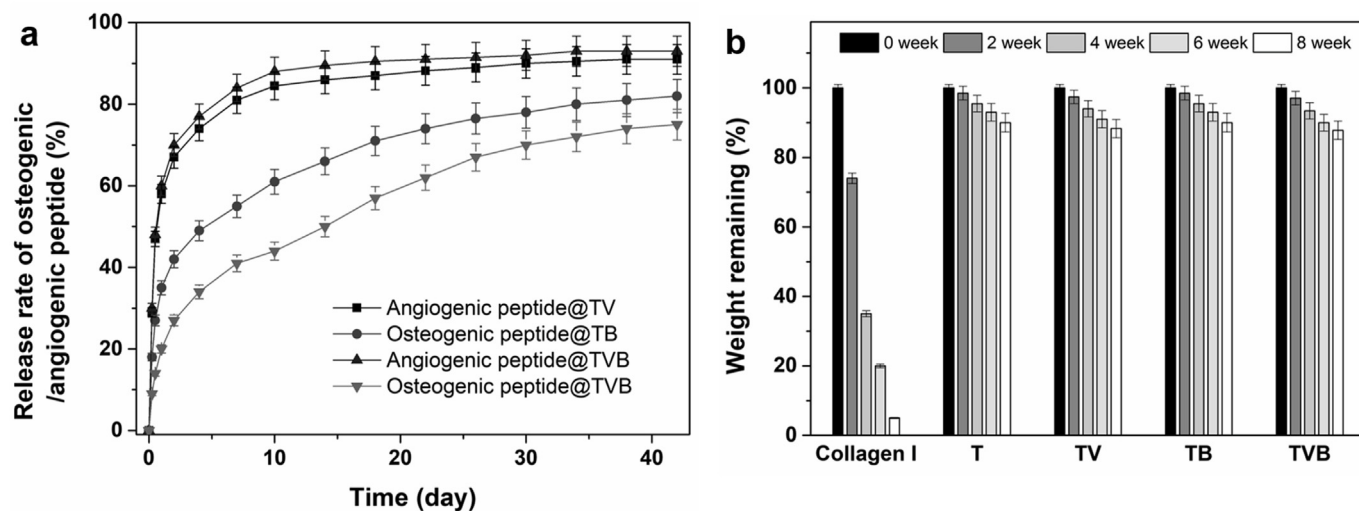 a
Release rate of osteogenic
/angiogenic peptide (%)
100
80
60
40
20
0
Angiogenic peptide@TV
Osteogenic peptide@TB
Angiogenic peptide@TVB
Osteogenic peptide@TVB
0 10 20 30 40
Time (day)
b
0 week 2 week 4 week 6 week 8 week
Weight remaining (%)
100
80
60
40
20
0
Collagen I T TV TB TVB